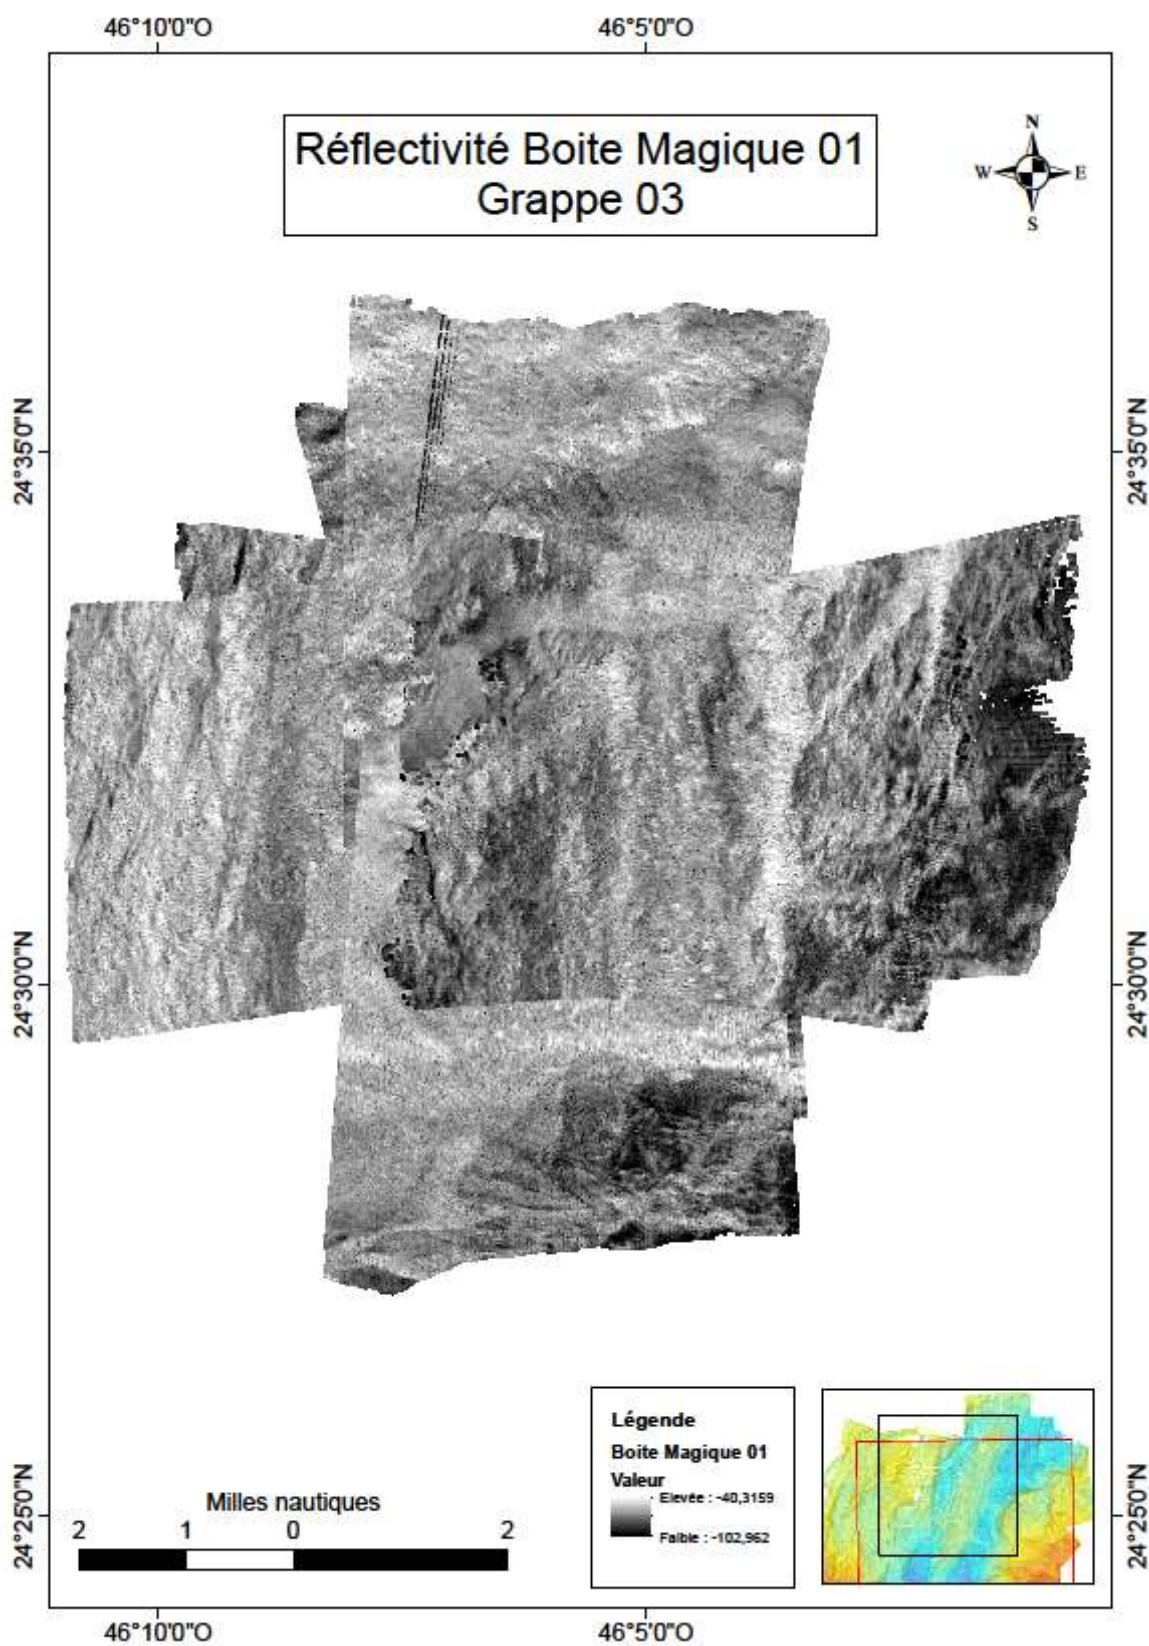 46°10'0"O 46°5'0"O
Réflectivité Boite Magique 01
Grappe 03
N
W E
S
24°35'0"N 24°35'0"N
24°30'0"N 24°30'0"N
Légende
Boite Magique 01
Valeur
Elevée : -40,3159
Faible : -102,962
Milles nautiques
2 1 0 2
24°25'0"N 24°25'0"N
46°10'0"O 46°5'0"O